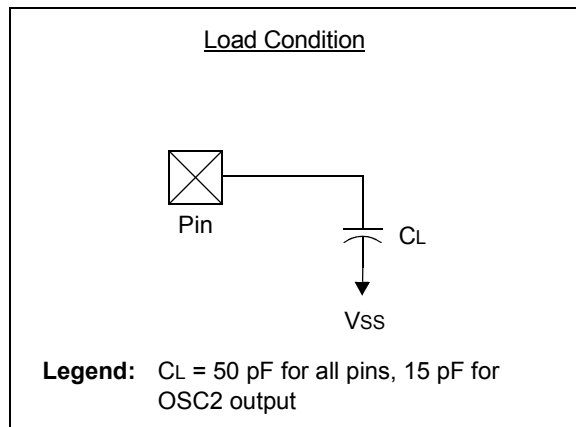 Load Condition
Pin
CL
VSS
Legend: CL = 50 pF for all pins, 15 pF for
OSC2 output